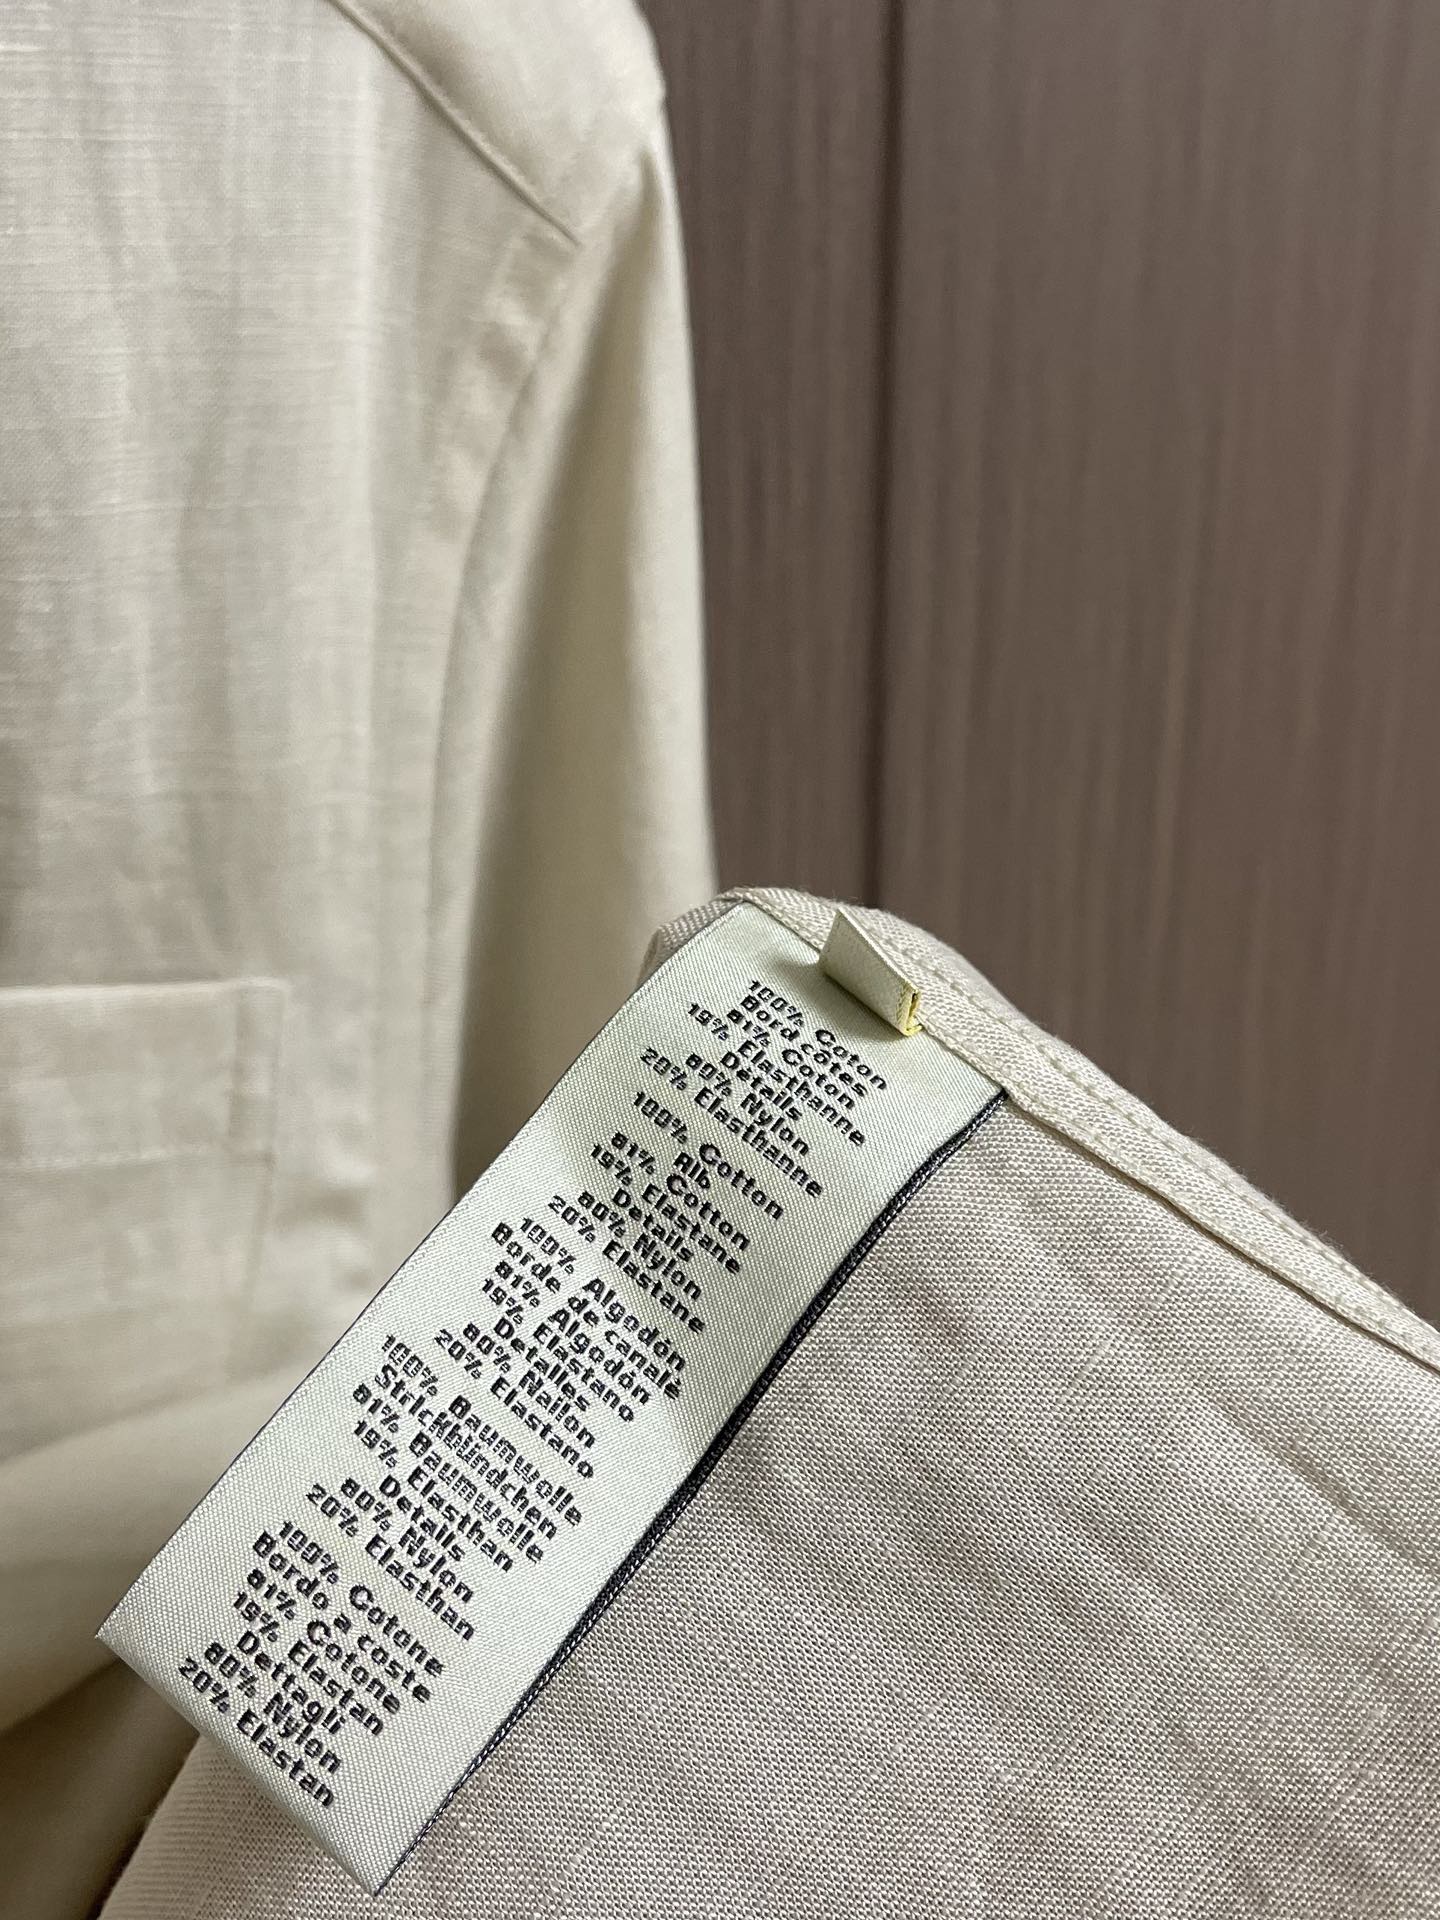 100% Coton
Bord côtes
81% Coton
19% Elasthanne
Details
80% Nylon
20% Elasthanne
100% Cotton
Rib
81% Cotton
19% Elastane
Details
80% Nylon
20% Elastane
100% Algodón
Borde de canalé
81% Algodón
19% Elastano
Detalles
80% Nailon
20% Elastano
100% Baumwolle
Strickbündchen
81% Baumwolle
19% Elasthan
Details
80% Nylon
20% Elasthan
100% Cotone
Bordo a coste
81% Cotone
19% Elastan
Dettagli
80% Nylon
20% Elastan